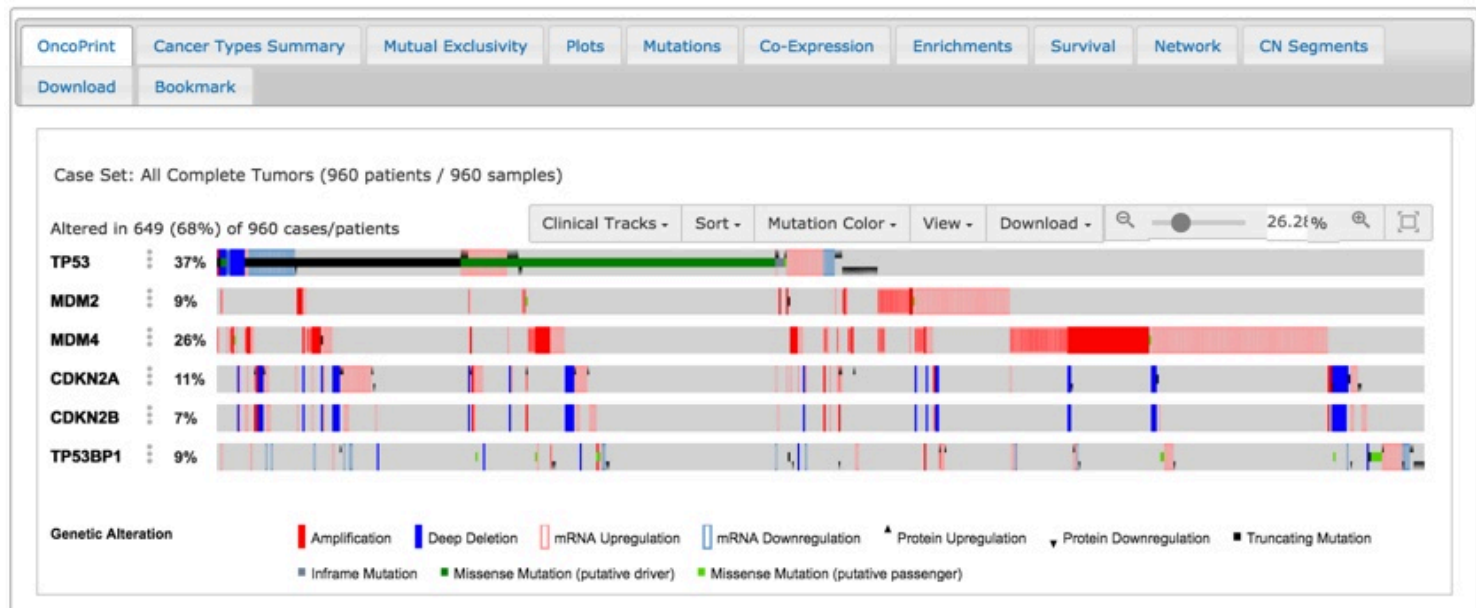 OncoPrint Cancer Types Summary Mutual Exclusivity Plots Mutations Co-Expression Enrichments Survival Network CN Segments
Download Bookmark
Case Set: All Complete Tumors (960 patients / 960 samples)
Altered in 649 (68%) of 960 cases/patients
Clinical Tracks Sort Mutation Color View Download 26.28%
TP53 37%
MDM2 9%
MDM4 26%
CDKN2A 11%
CDKN2B 7%
TP53BP1 9%
Genetic Alteration Amplification Deep Deletion mRNA Upregulation mRNA Downregulation Protein Upregulation Protein Downregulation Truncating Mutation
Inframe Mutation Missense Mutation (putative driver) Missense Mutation (putative passenger)